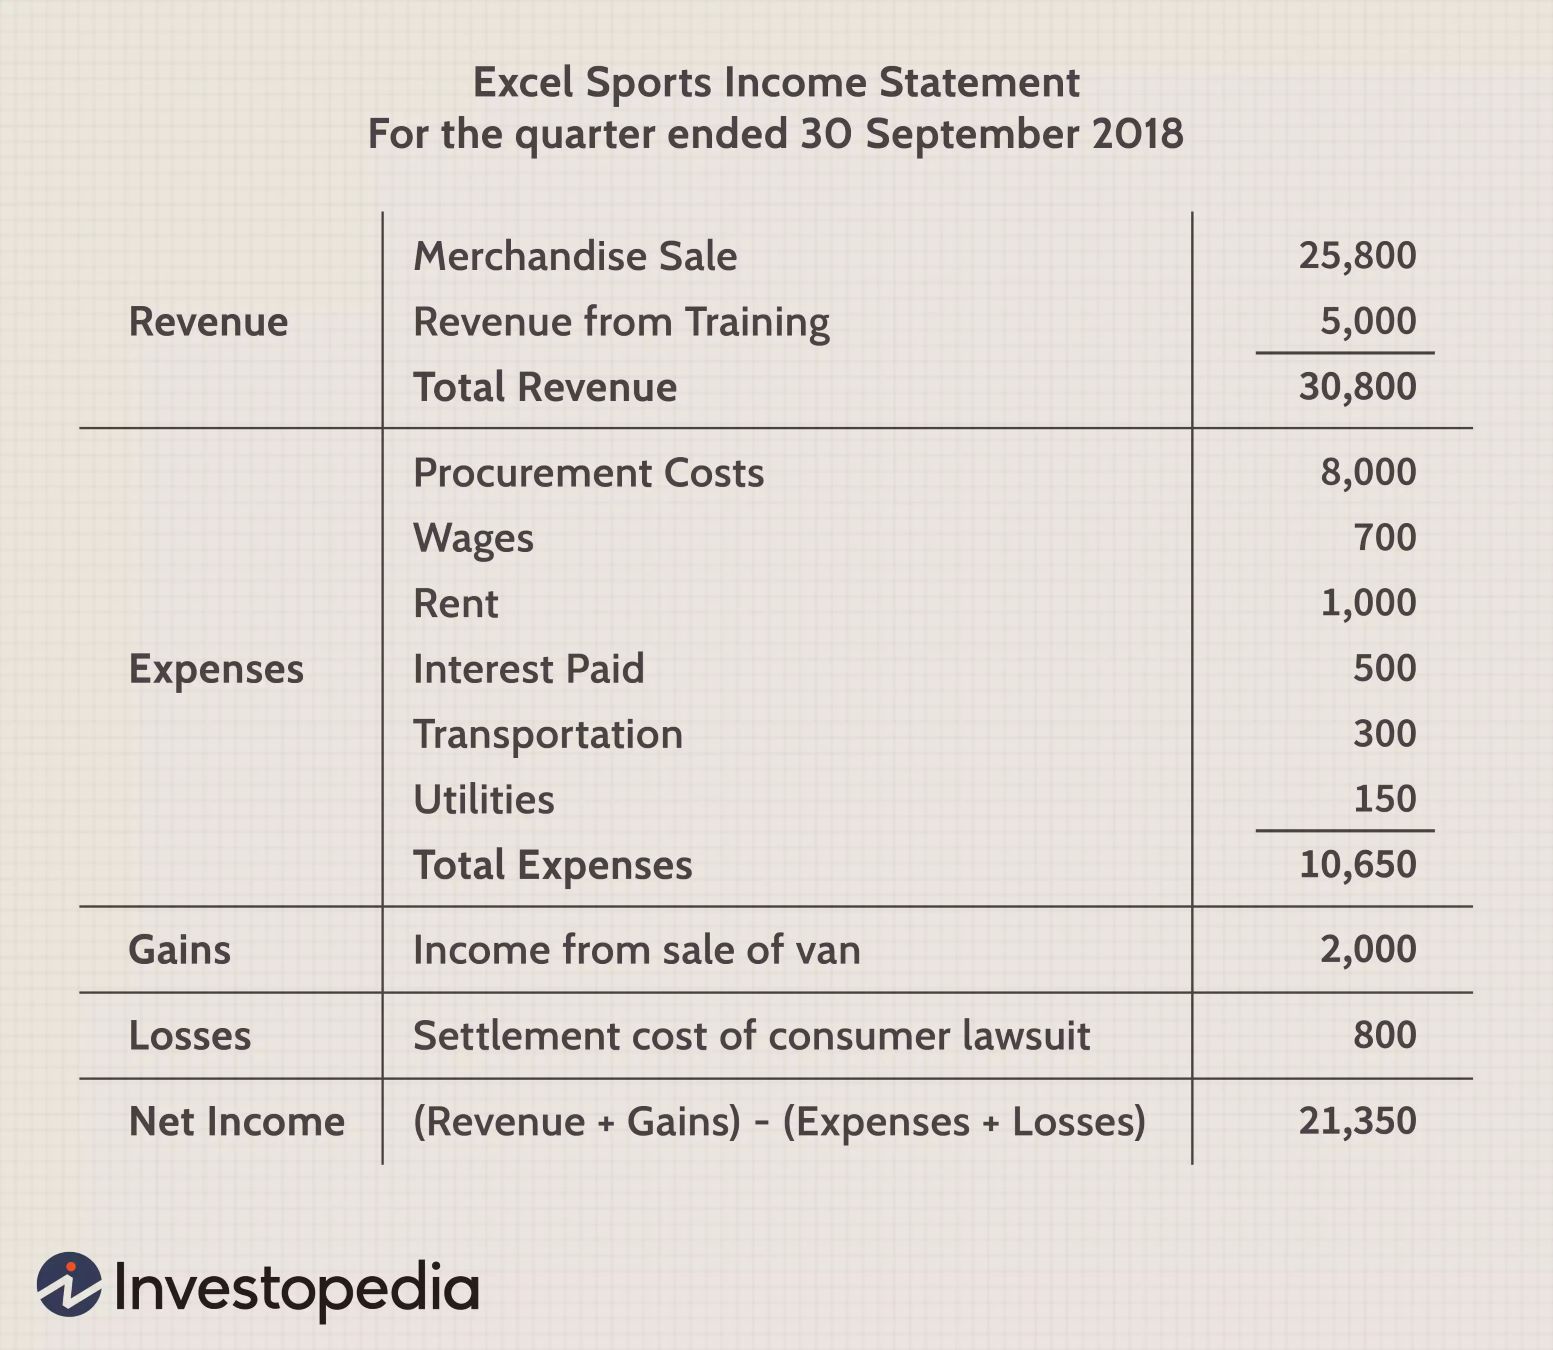 Excel Sports Income Statement
For the quarter ended 30 September 2018
Merchandise Sale 25,800
Revenue Revenue from Training 5,000
Total Revenue 30,800
Procurement Costs 8,000
Wages 700
Rent 1,000
Expenses Interest Paid 500
Transportation 300
Utilities 150
Total Expenses 10,650
Gains Income from sale of van 2,000
Losses Settlement cost of consumer lawsuit 800
Net Income (Revenue + Gains) - (Expenses + Losses) 21,350
Investopedia